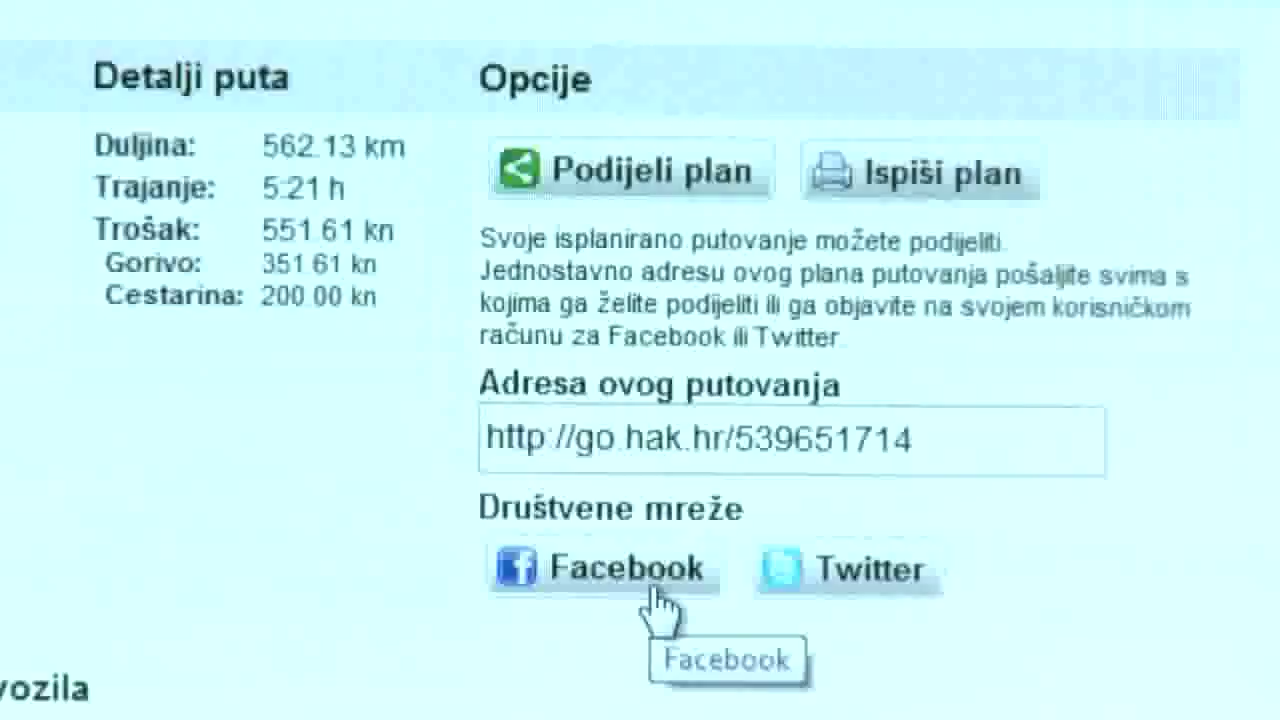 Detalji puta
Duljina: 562.13 km
Trajanje: 5:21 h
Trošak: 551.61 kn
Gorivo: 351.61 kn
Cestarina: 200.00 kn
Opcije
Podijeli plan
Ispiši plan
Svoje isplanirano putovanje možete podijeliti.
Jednostavno adresu ovog plana putovanja pošaljite svima s
kojima ga želite podijeliti ili ga objavite na svojem korisničkom
računu za Facebook ili Twitter.
Adresa ovog putovanja
http://go.hak.hr/539651714
Društvene mreže
Facebook
Twitter
Facebook
vozila